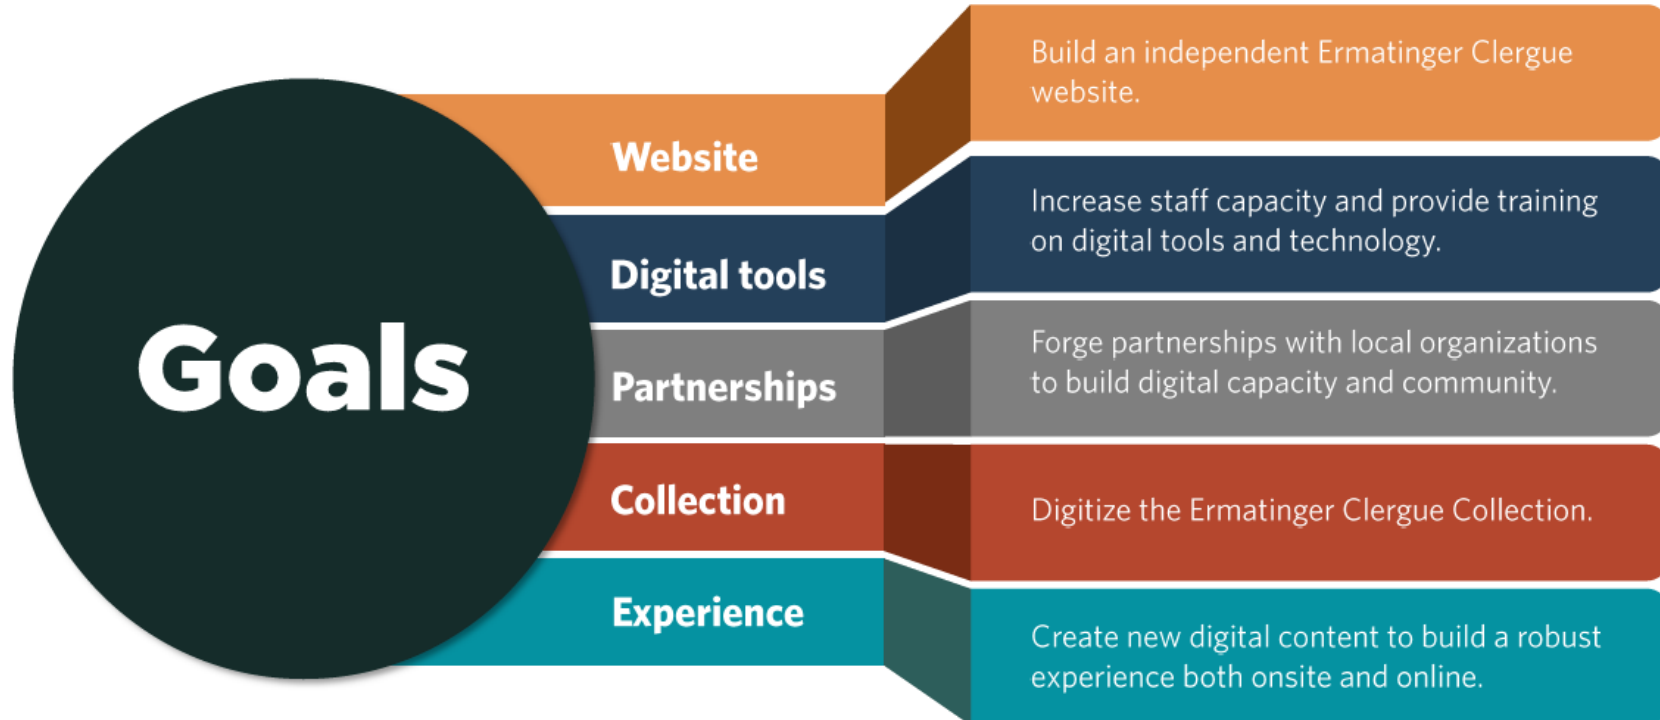 Goals
Website
Build an independent Ermatinger Clergue
website.
Digital tools
Increase staff capacity and provide training
on digital tools and technology.
Partnerships
Forge partnerships with local organizations
to build digital capacity and community.
Collection
Digitize the Ermatinger Clergue Collection.
Experience
Create new digital content to build a robust
experience both onsite and online.